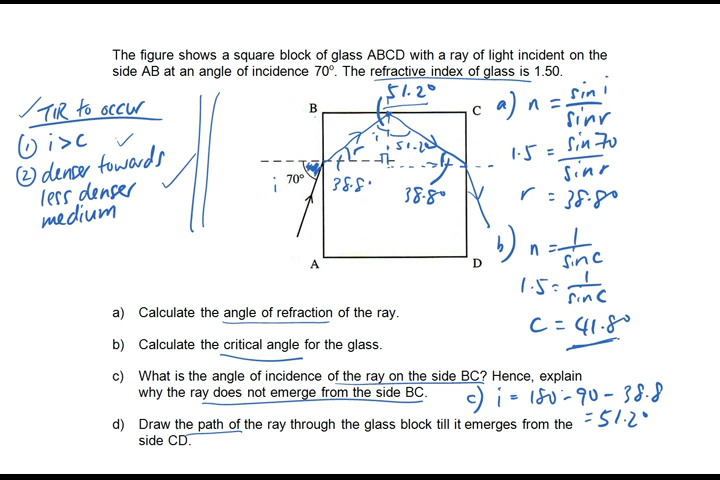 The figure shows a square block of glass ABCD with a ray of light incident on the
side AB at an angle of incidence 70°. The refractive index of glass is 1.50.
✓ TIR to occur
① i > c ✓
② denser towards
less denser
medium ✓
51.2°
B
C
i
r
i 51.2°
i 70°
38.8°
38.8°
A
D
a) n = sin i / sin r
1.5 = sin 70 / sin r
r = 38.8°
b) n = 1 / sin c
1.5 = 1 / sin c
c = 41.8°
a) Calculate the angle of refraction of the ray.
b) Calculate the critical angle for the glass.
c) What is the angle of incidence of the ray on the side BC? Hence, explain
why the ray does not emerge from the side BC.
c) i = 180 - 90 - 38.8
= 51.2°
d) Draw the path of the ray through the glass block till it emerges from the
side CD.